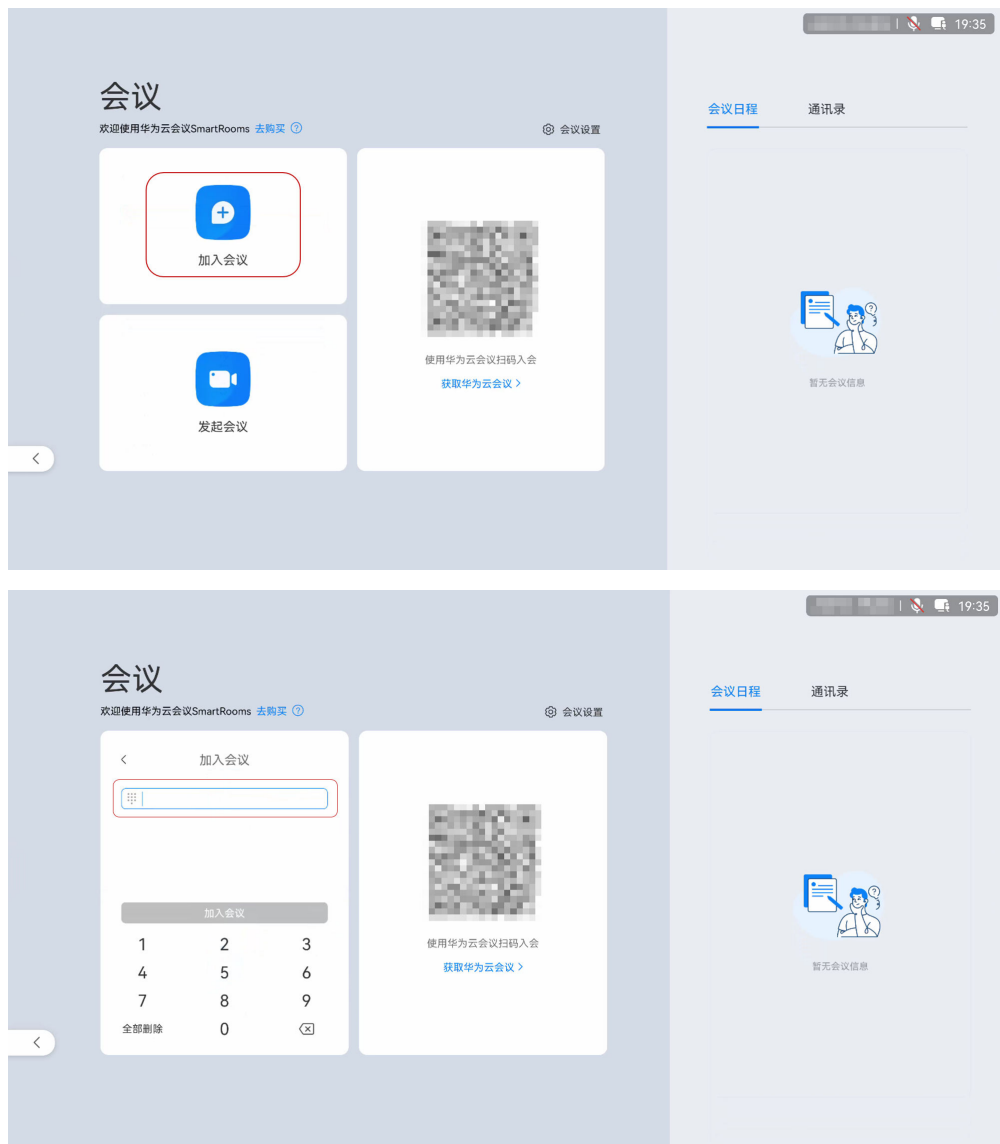 19:35
会议
欢迎使用华为云会议SmartRooms 去购买
会议设置
会议日程
通讯录
加入会议
发起会议
使用华为云会议扫码入会
获取华为云会议
暂无会议信息
19:35
会议
欢迎使用华为云会议SmartRooms 去购买
会议设置
会议日程
通讯录
加入会议
加入会议
1 2 3
4 5 6
7 8 9
全部删除 0
使用华为云会议扫码入会
获取华为云会议
暂无会议信息